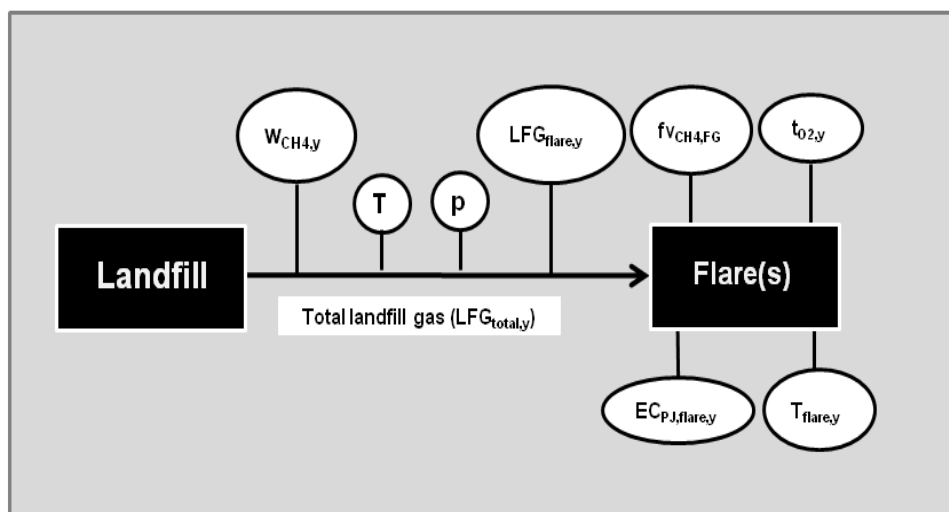 W_CH4,y
T
p
LFG_flare,y
fv_CH4,FG
t_O2,y
Landfill
Flare(s)
Total landfill gas (LFG_total,y)
EC_PJ,flare,y
T_flare,y